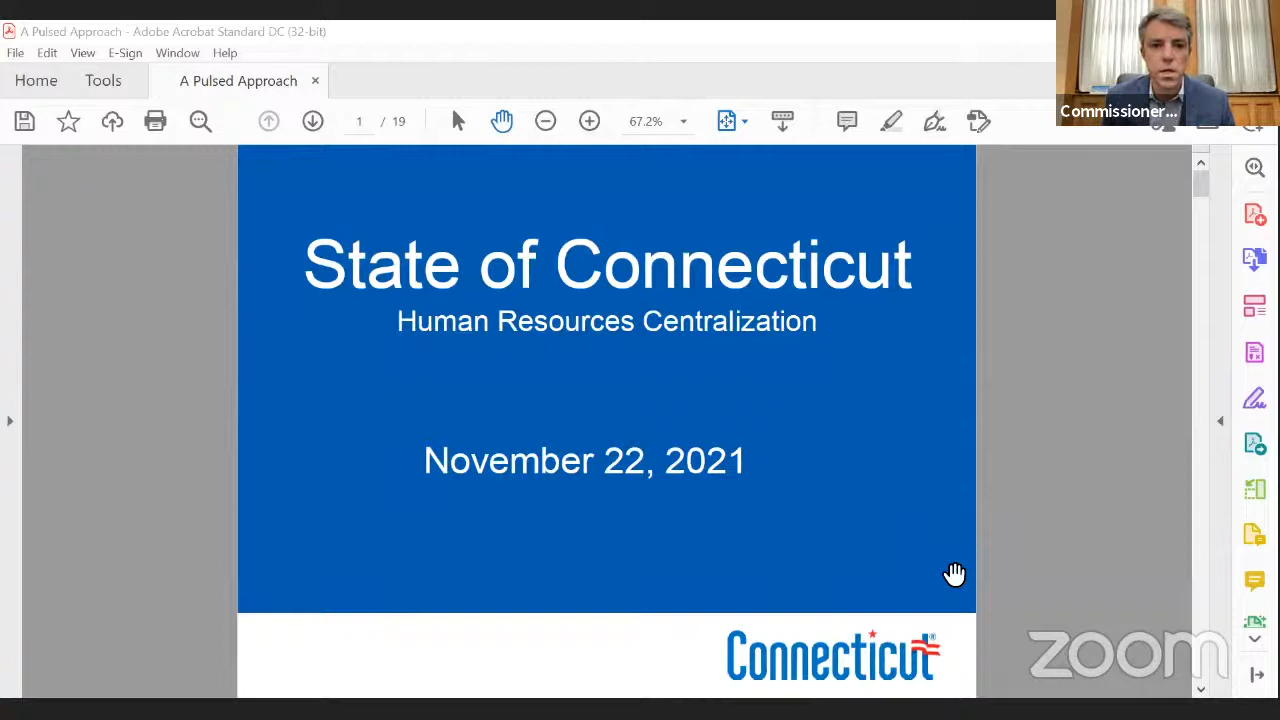 A Pulsed Approach - Adobe Acrobat Standard DC (32-bit)
File Edit View E-Sign Window Help
Home Tools A Pulsed Approach ×
1 / 19 67.2%
Commissioner...
State of Connecticut
Human Resources Centralization
November 22, 2021
Connecticut®
zoom